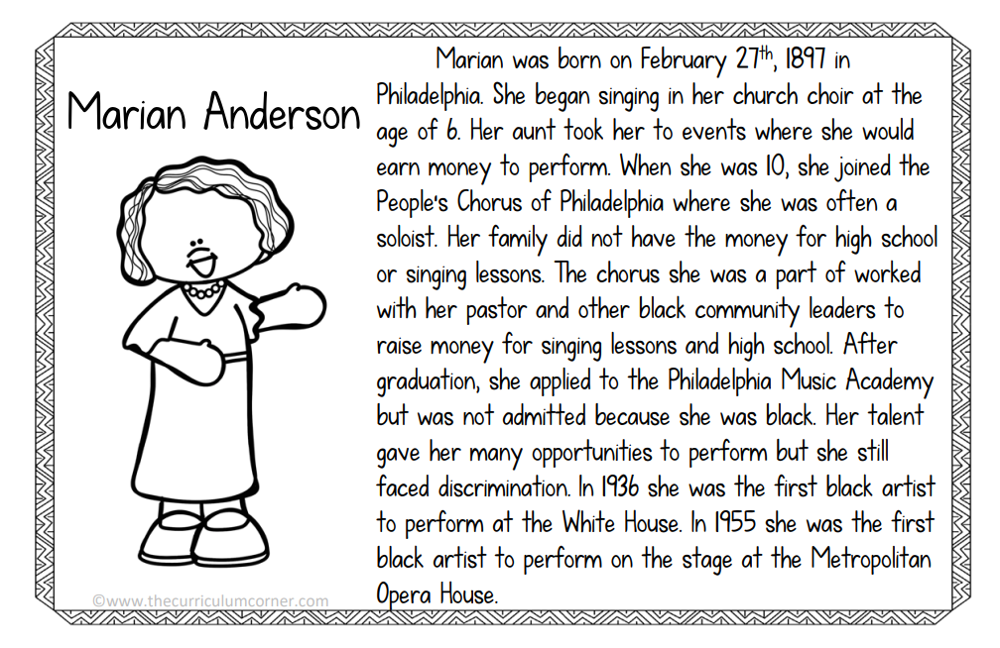 Marian Anderson
Marian was born on February 27th, 1897 in
Philadelphia. She began singing in her church choir at the
age of 6. Her aunt took her to events where she would
earn money to perform. When she was 10, she joined the
People's Chorus of Philadelphia where she was often a
soloist. Her family did not have the money for high school
or singing lessons. The chorus she was a part of worked
with her pastor and other black community leaders to
raise money for singing lessons and high school. After
graduation, she applied to the Philadelphia Music Academy
but was not admitted because she was black. Her talent
gave her many opportunities to perform but she still
faced discrimination. In 1936 she was the first black artist
to perform at the White House. In 1955 she was the first
black artist to perform on the stage at the Metropolitan
Opera House.
©www.thecurriculumcorner.com